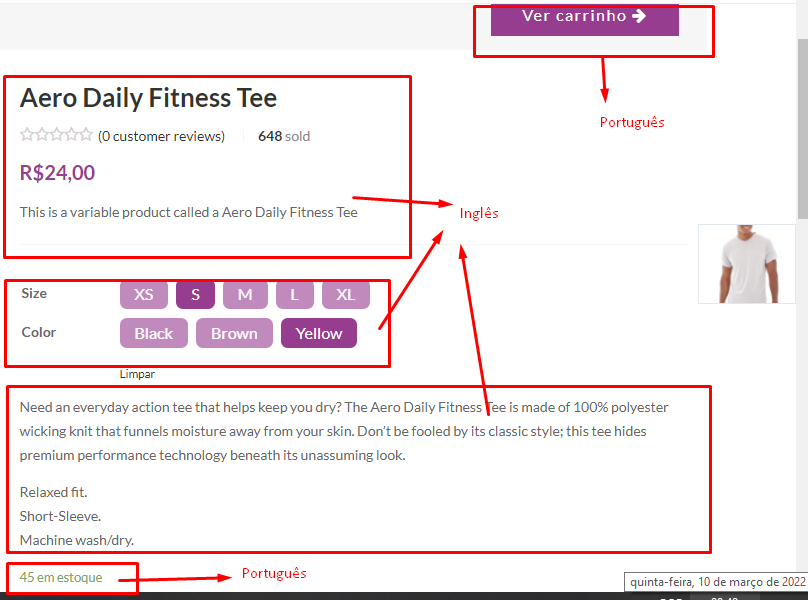 Ver carrinho
Aero Daily Fitness Tee
(0 customer reviews) 648 sold
Português
R$24,00
This is a variable product called a Aero Daily Fitness Tee
Inglês
Size XS S M L XL
Color Black Brown Yellow
Limpar
Need an everyday action tee that helps keep you dry? The Aero Daily Fitness Tee is made of 100% polyester
wicking knit that funnels moisture away from your skin. Don't be fooled by its classic style; this tee hides
premium performance technology beneath its unassuming look.
Relaxed fit.
Short-Sleeve.
Machine wash/dry.
45 em estoque
Português
quinta-feira, 10 de março de 2022